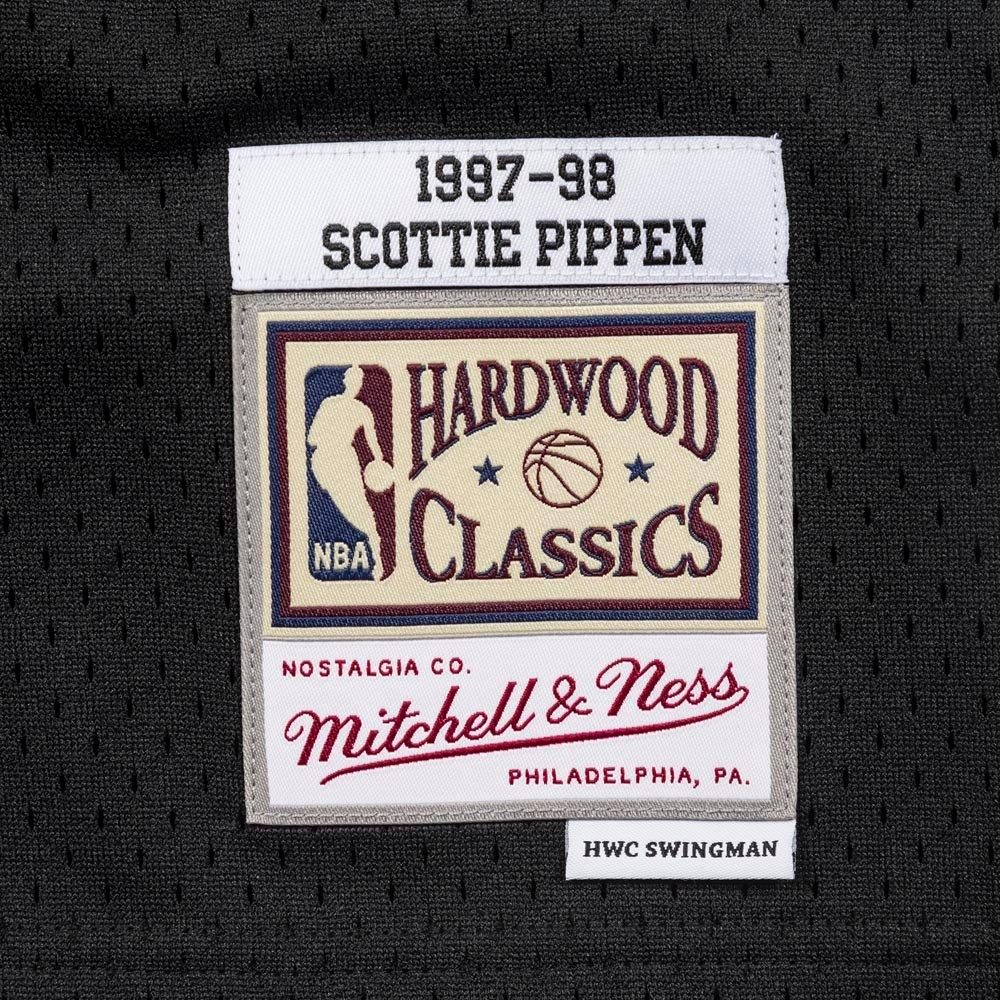 1997-98
SCOTTIE PIPPEN
HARDWOOD
CLASSICS
NBA
NOSTALGIA CO.
Mitchell & Ness
PHILADELPHIA, PA.
HWC SWINGMAN